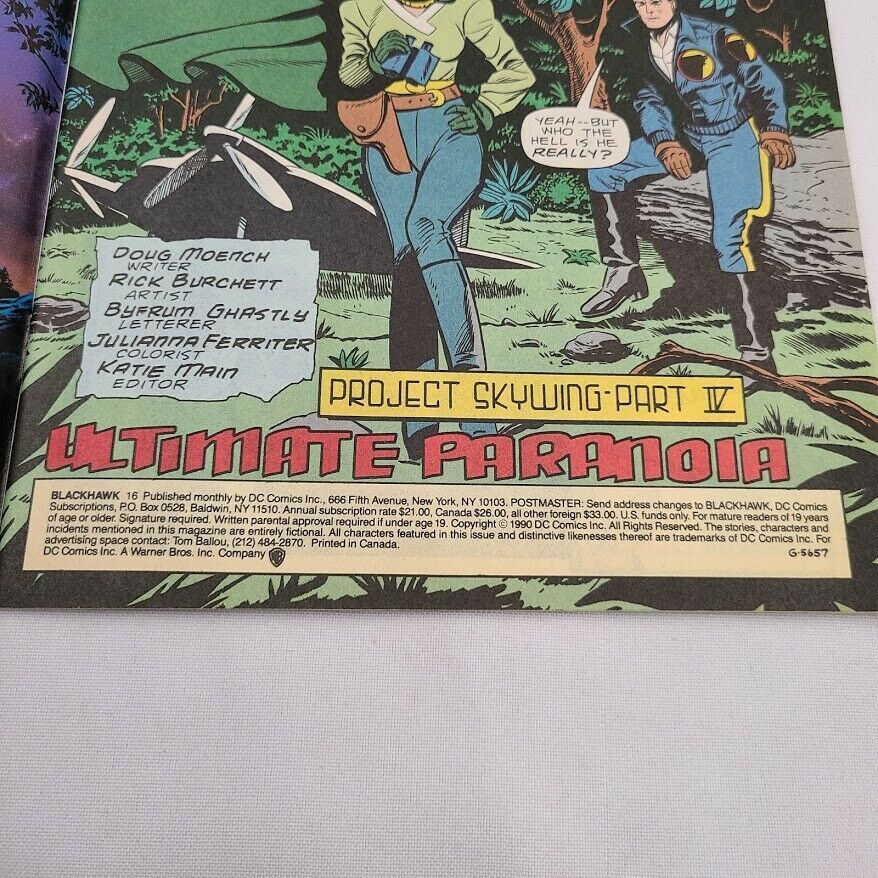 YEAH--BUT
WHO THE
HELL IS HE
REALLY?
DOUG MOENCH
WRITER
RICK BURCHETT
ARTIST
BYFRUM GHASTLY
LETTERER
JULIANNA FERRITER
COLORIST
KATIE MAIN
EDITOR
PROJECT SKYWING-PART IV
ULTIMATE PARANOIA
BLACKHAWK 16 Published monthly by DC Comics Inc., 666 Fifth Avenue, New York, NY 10103. POSTMASTER: Send address changes to BLACKHAWK, DC Comics
Subscriptions, P.O. Box 0528, Baldwin, NY 11510. Annual subscription rate $21.00, Canada $26.00, all other foreign $33.00. U.S. funds only. For mature readers of 19 years
of age or older. Signature required. Written parental approval required if under age 19. Copyright © 1990 DC Comics Inc. All Rights Reserved. The stories, characters and
incidents mentioned in this magazine are entirely fictional. All characters featured in this issue and distinctive likenesses thereof are trademarks of DC Comics Inc. For
advertising space contact: Tom Ballou, (212) 484-2870. Printed in Canada.
DC Comics Inc. A Warner Bros. Inc. Company
G-5657